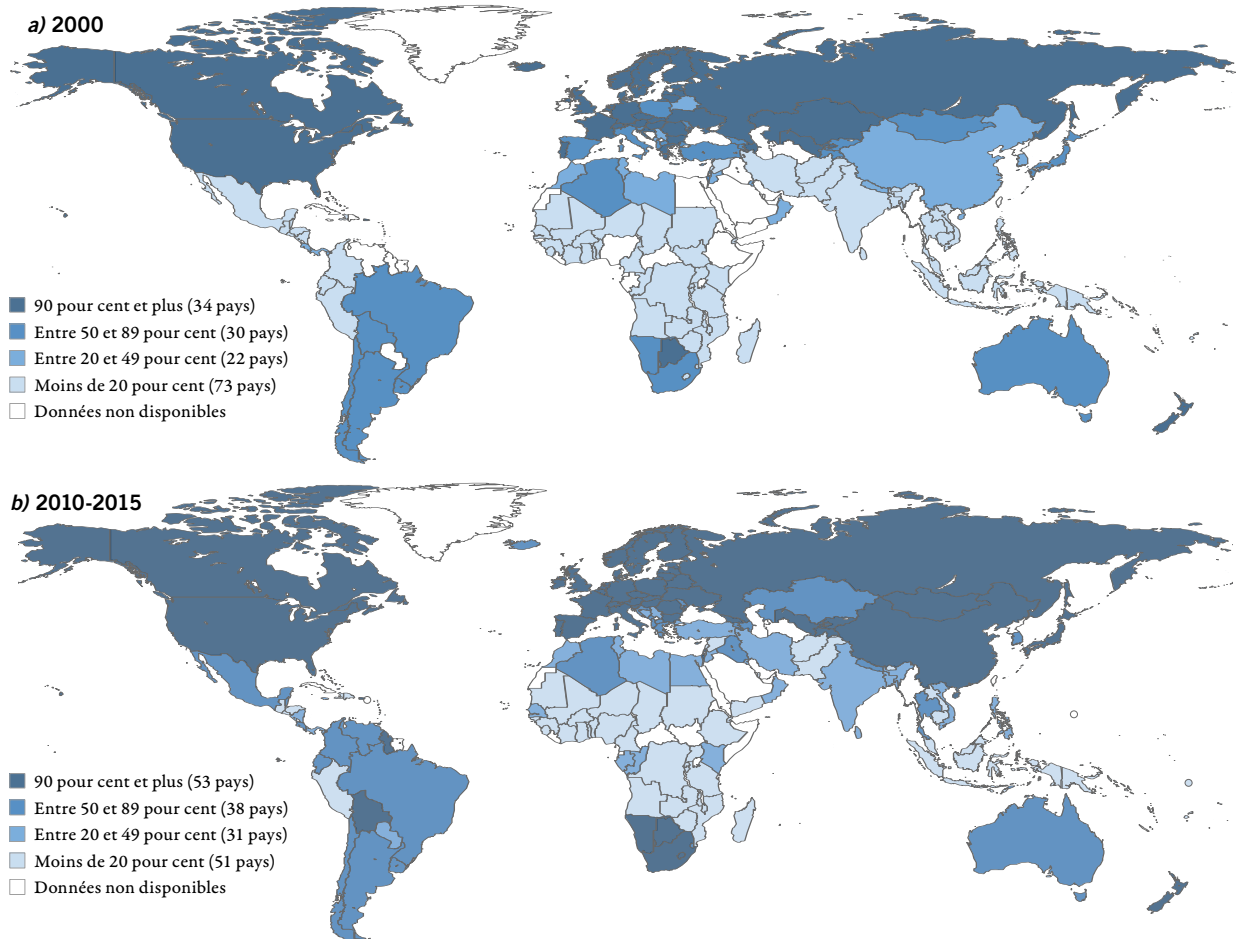 a) 2000
90 pour cent et plus (34 pays)
Entre 50 et 89 pour cent (30 pays)
Entre 20 et 49 pour cent (22 pays)
Moins de 20 pour cent (73 pays)
Données non disponibles
b) 2010-2015
90 pour cent et plus (53 pays)
Entre 50 et 89 pour cent (38 pays)
Entre 20 et 49 pour cent (31 pays)
Moins de 20 pour cent (51 pays)
Données non disponibles